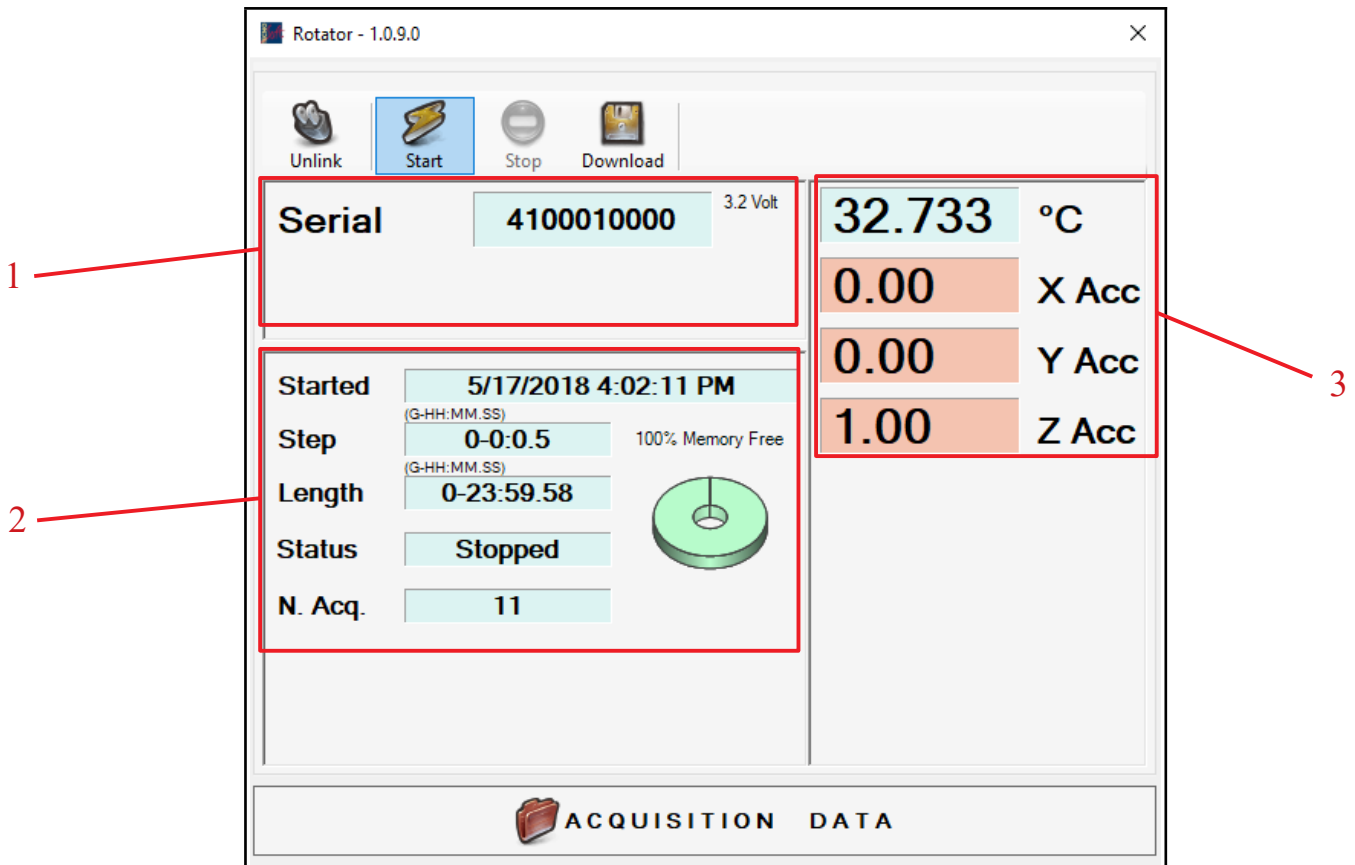 Rotator - 1.0.9.0
Unlink Start Stop Download
Serial 4100010000 3.2 Volt
32.733 °C
0.00 X Acc
0.00 Y Acc
1.00 Z Acc
1
Started 5/17/2018 4:02:11 PM
(G-HH:MM.SS)
Step 0-0:0.5 100% Memory Free
(G-HH:MM.SS)
Length 0-23:59.58
Status Stopped
N. Acq. 11
2
3
ACQUISITION DATA